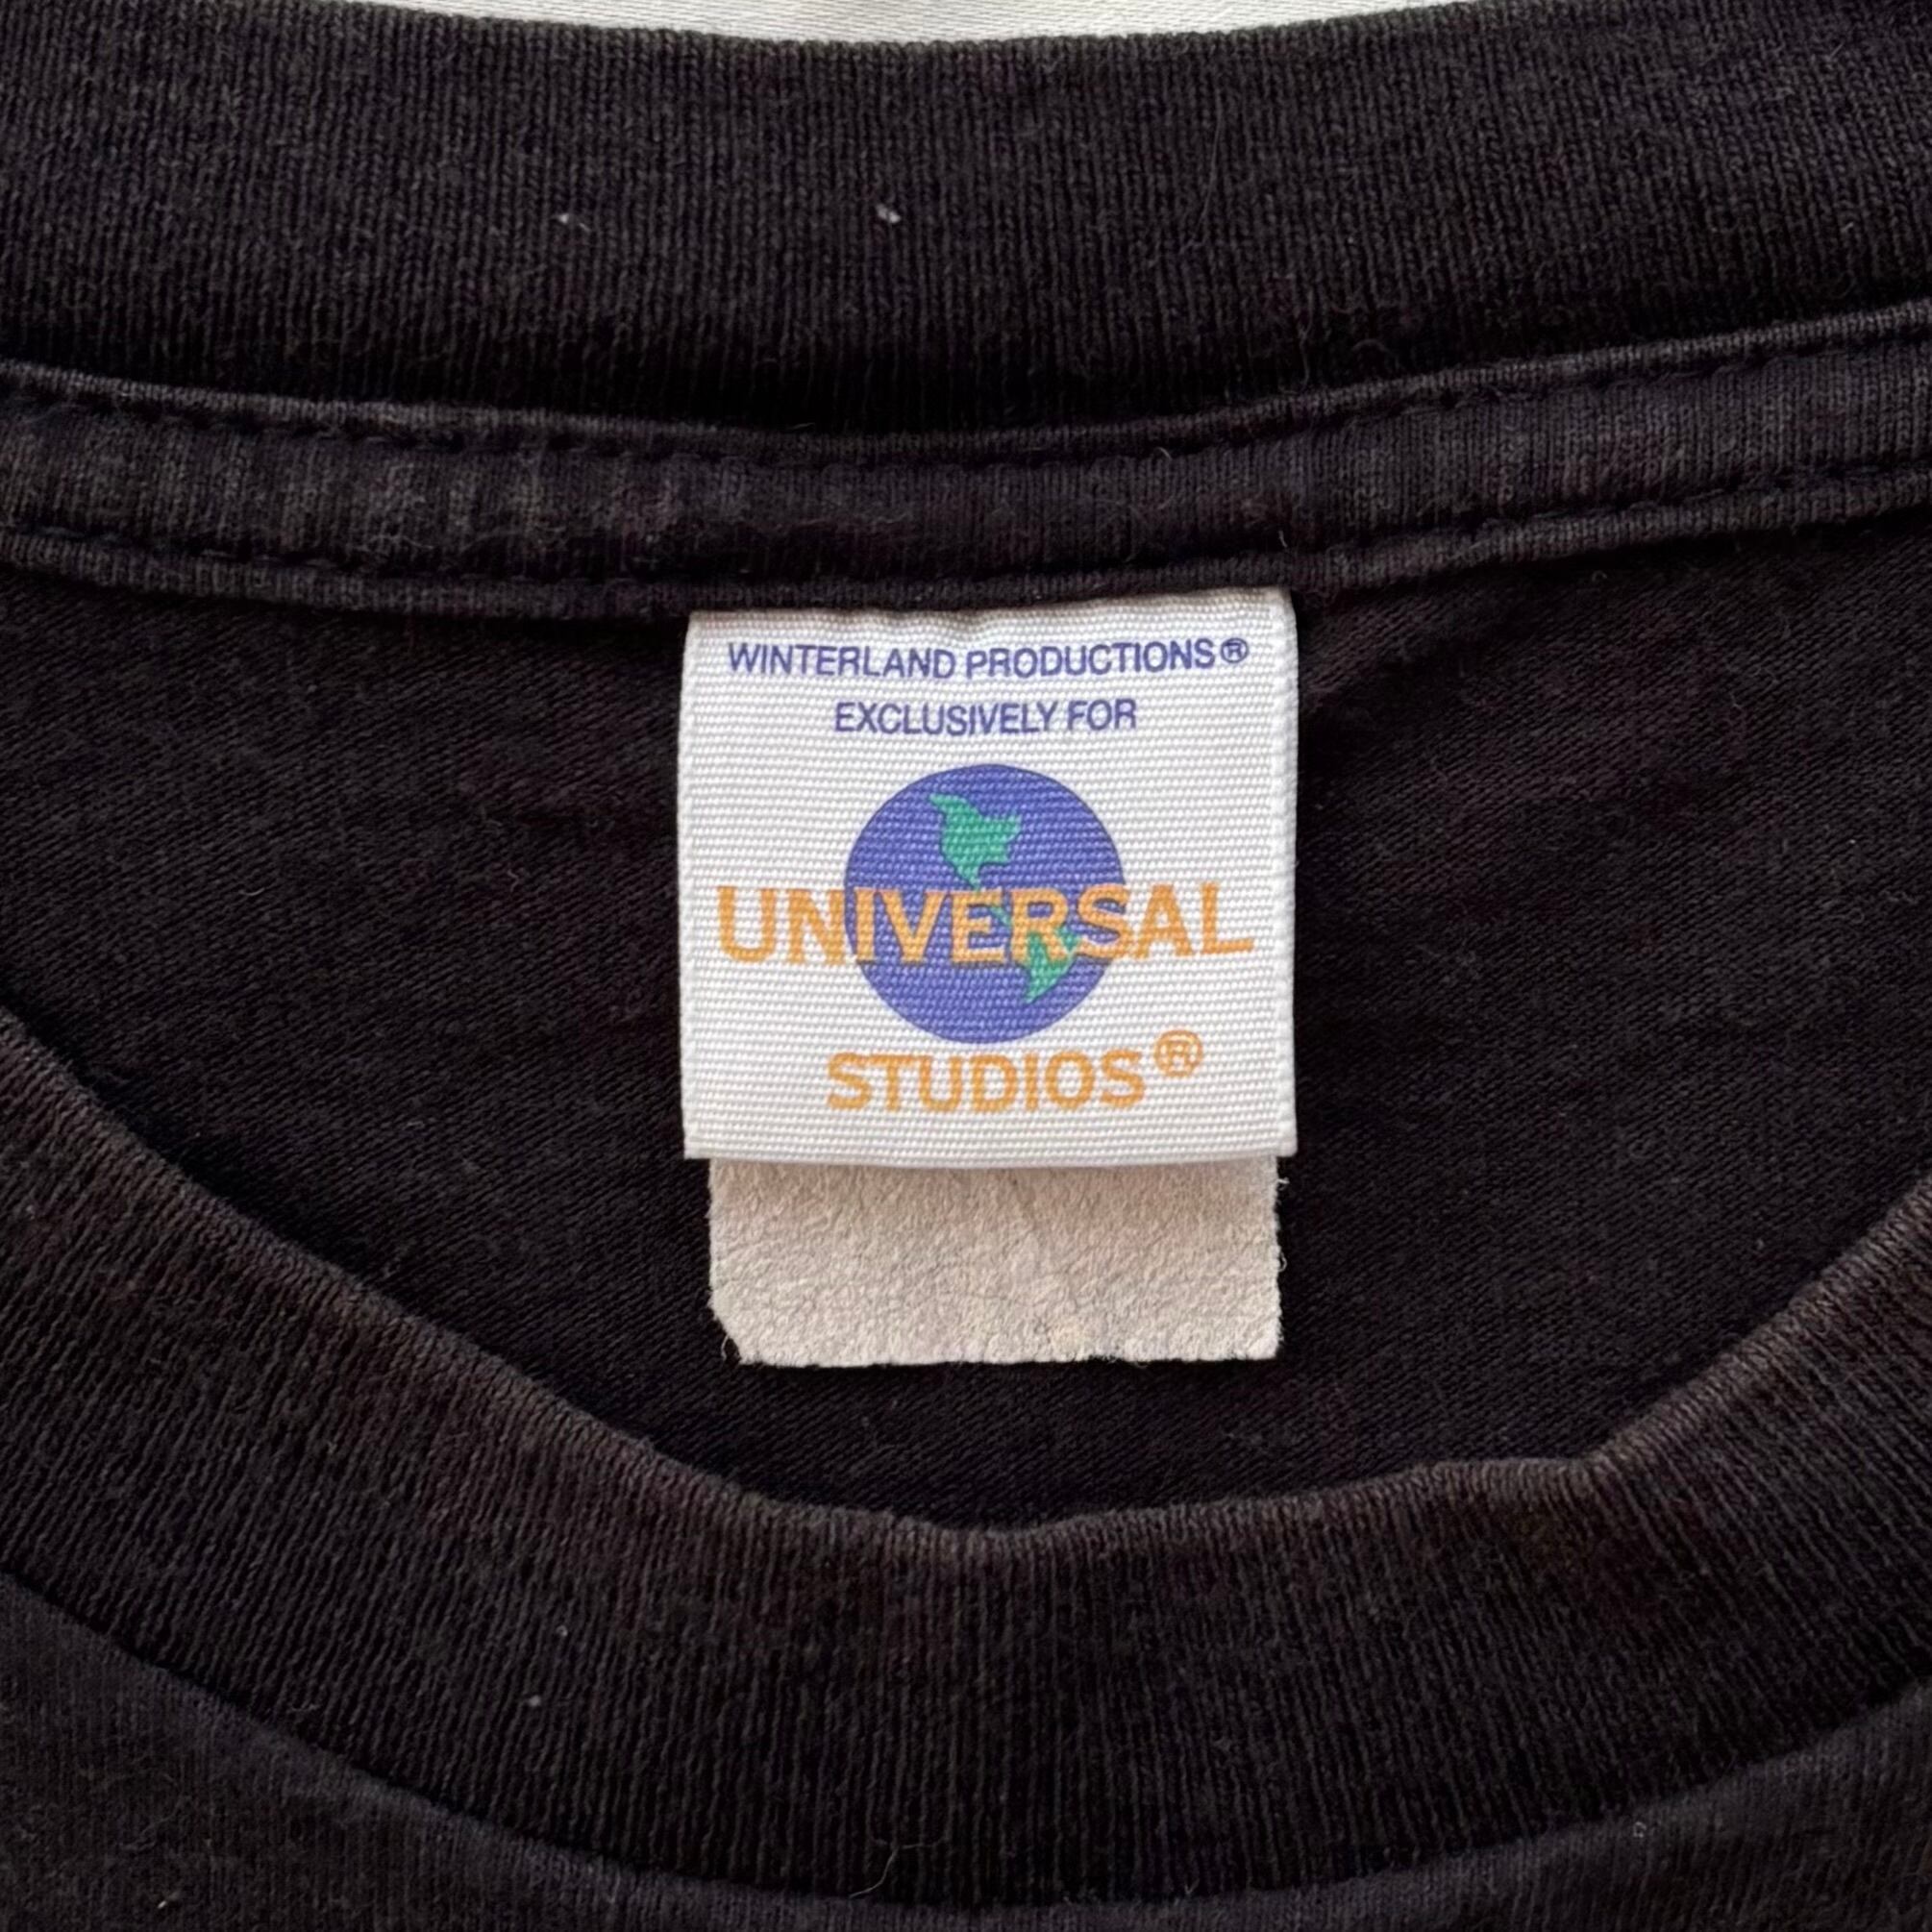 WINTERLAND PRODUCTIONS®
EXCLUSIVELY FOR
UNIVERSAL
STUDIOS®